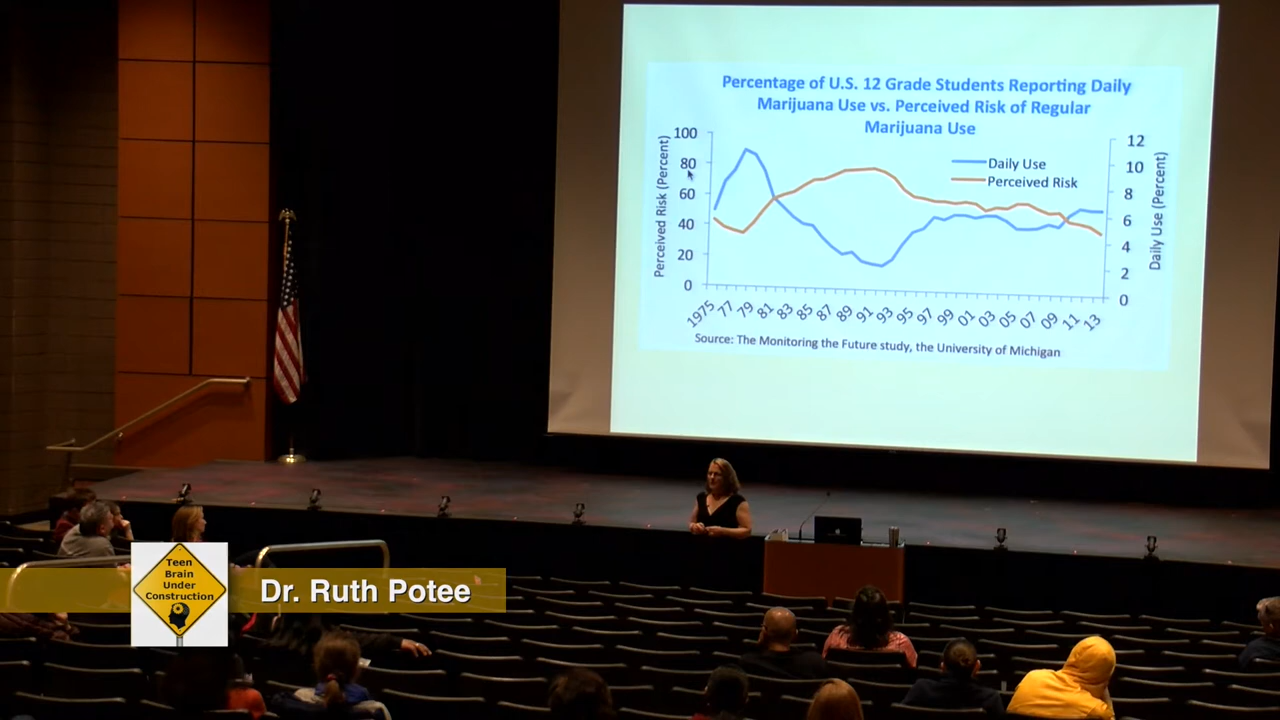 Percentage of U.S. 12 Grade Students Reporting Daily
Marijuana Use vs. Perceived Risk of Regular
Marijuana Use
Perceived Risk (Percent)
100
80
60
40
20
0
Daily Use
Perceived Risk
12
10
8
6
4
2
0
Daily Use (Percent)
1975 77 79 81 83 85 87 89 91 93 95 97 99 01 03 05 07 09 11 13
Source: The Monitoring the Future study, the University of Michigan
Teen
Brain
Under
Construction
Dr. Ruth Potee